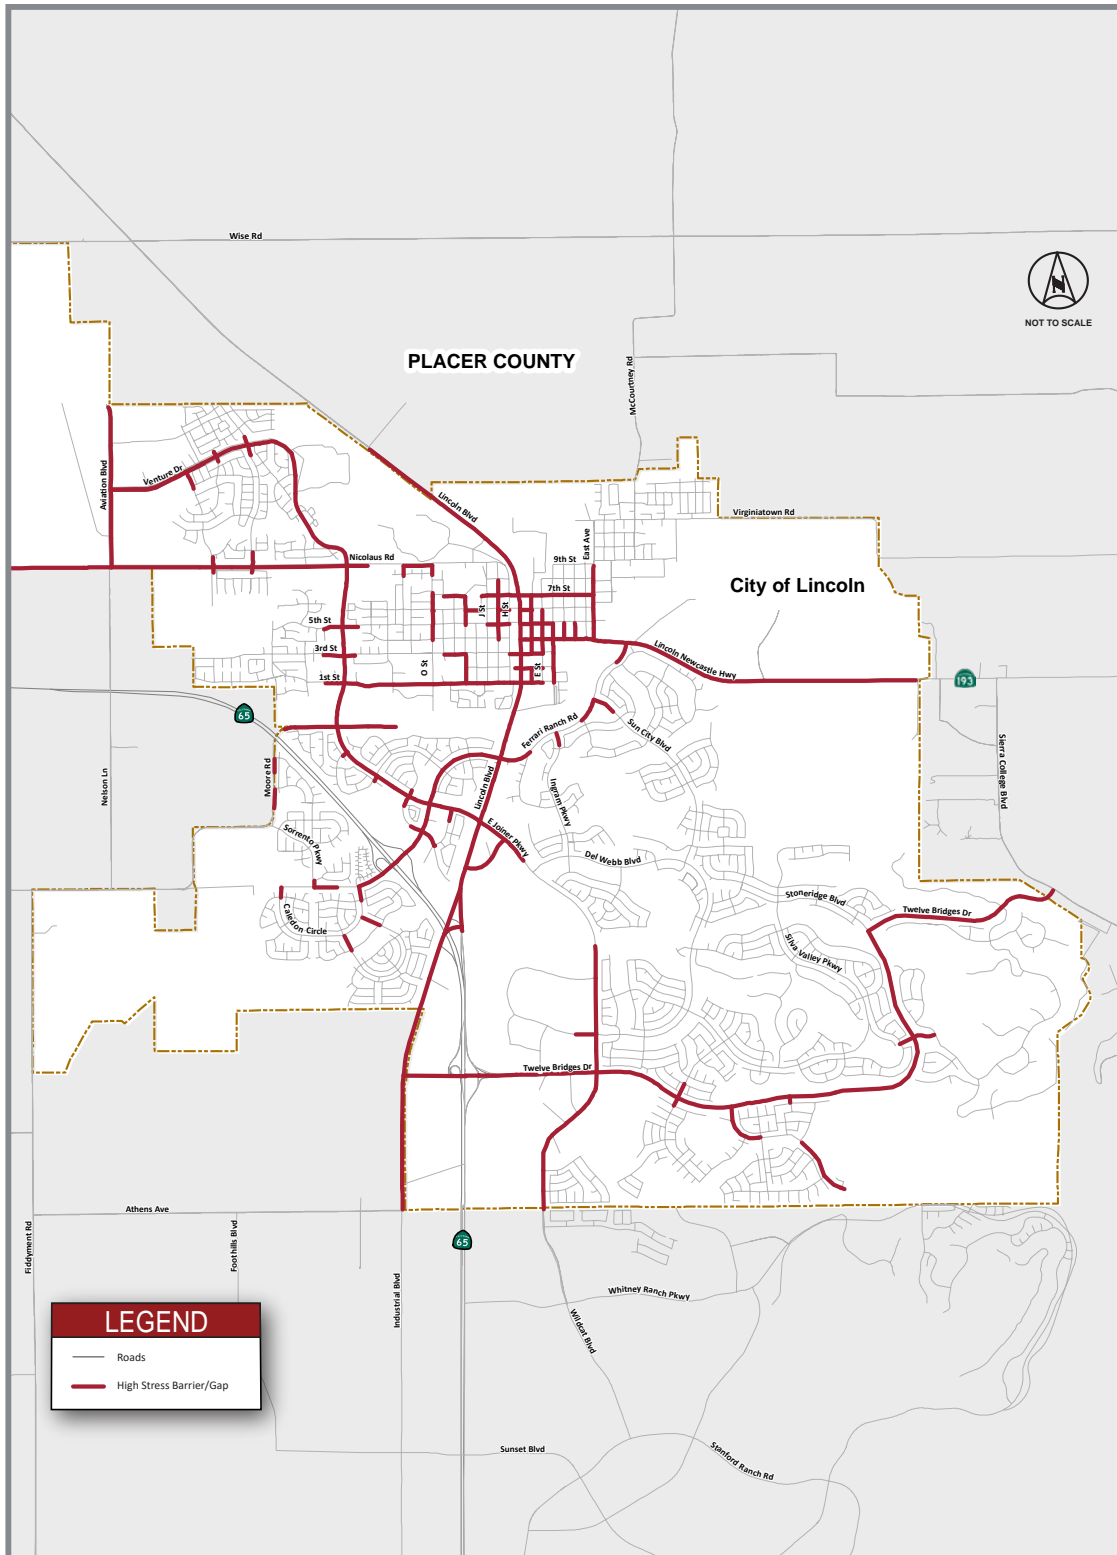 Wise Rd
N
NOT TO SCALE
PLACER COUNTY
McCourtney Rd
Aviation Blvd
Venture Dr
Lincoln Blvd
Virginiatown Rd
East Ave
Nicolaus Rd
9th St
City of Lincoln
7th St
J St
H St
5th St
3rd St
O St
E St
1st St
Lincoln Newcastle Hwy
193
65
Ferrari Ranch Rd
Sun City Blvd
Sierra College Blvd
Nelson Ln
Moore Rd
Lincoln Blvd
Ingram Pkwy
E Joiner Pkwy
Sorrento Pkwy
Del Webb Blvd
Stoneridge Blvd
Twelve Bridges Dr
Caledon Circle
Silva Valley Pkwy
Twelve Bridges Dr
Athens Ave
Fiddyment Rd
Foothills Blvd
65
Industrial Blvd
Whitney Ranch Pkwy
Wildcat Blvd
LEGEND
Roads
High Stress Barrier/Gap
Sunset Blvd
Stanford Ranch Rd